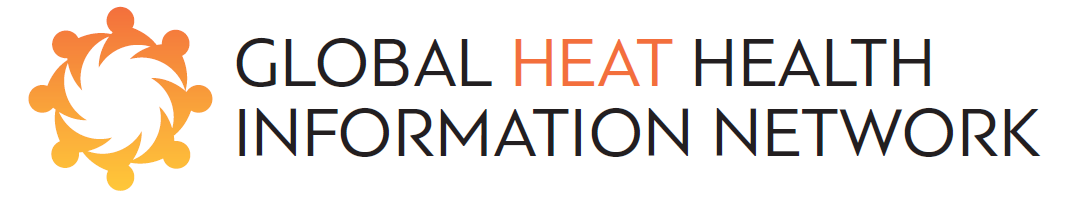 GLOBAL HEAT HEALTH
INFORMATION NETWORK